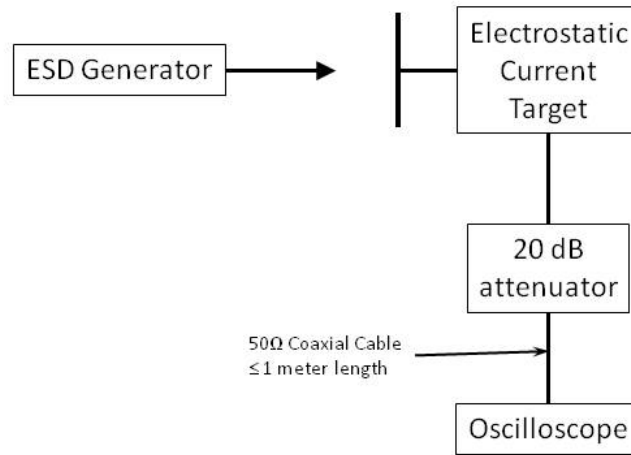 ESD Generator
Electrostatic
Current
Target
20 dB
attenuator
50Ω Coaxial Cable
≤1 meter length
Oscilloscope